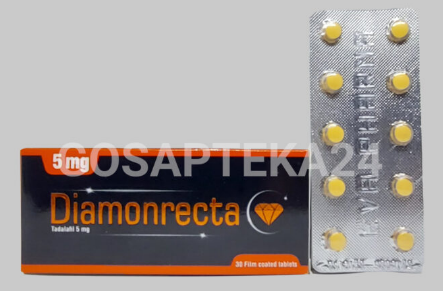 5 mg
GOSAPTEKA24
Diamonrecta
Tadalafil 5 mg
30 Film coated tablets